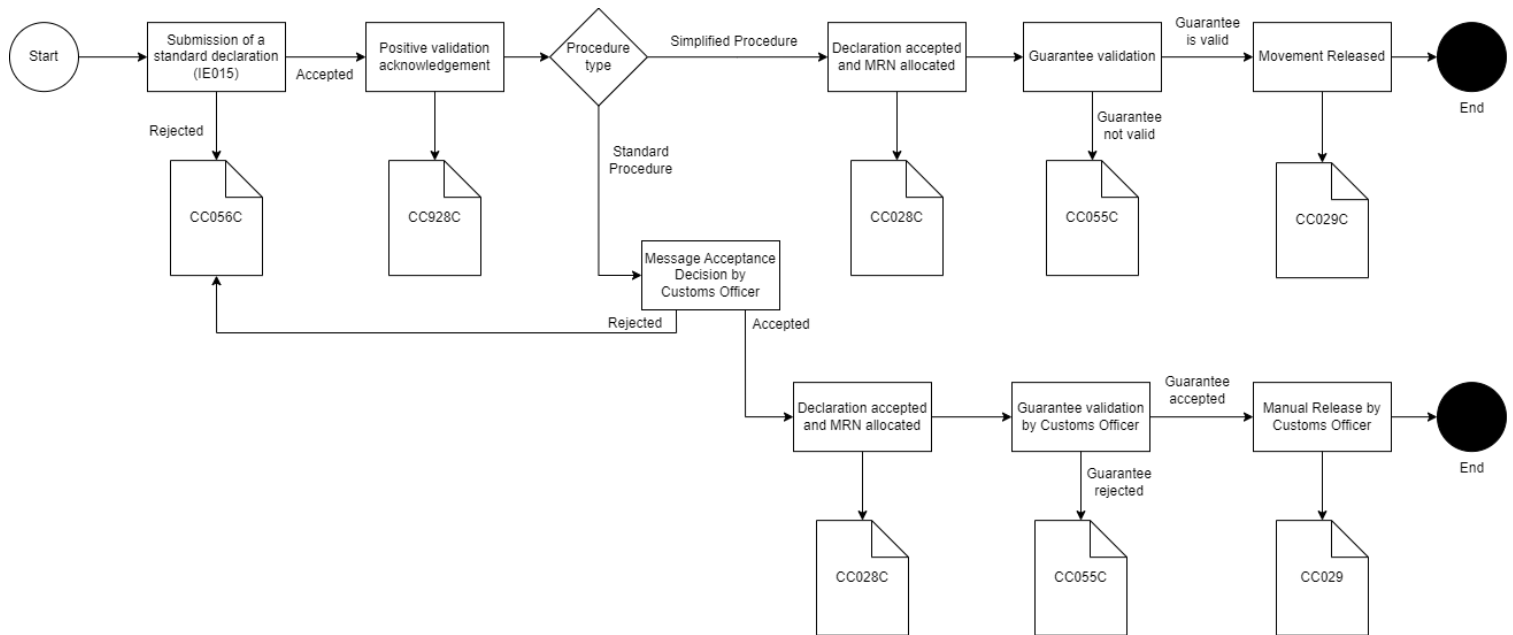 Start
Submission of a
standard declaration
(IE015)
Accepted
Positive validation
acknowledgement
Procedure
type
Simplified Procedure
Declaration accepted
and MRN allocated
Guarantee validation
Guarantee
is valid
Movement Released
End
Rejected
Standard
Procedure
Guarantee
not valid
CC056C
CC928C
CC028C
CC055C
CC029C
Message Acceptance
Decision by
Customs Officer
Rejected
Accepted
Declaration accepted
and MRN allocated
Guarantee validation
by Customs Officer
Guarantee
accepted
Manual Release by
Customs Officer
End
Guarantee
rejected
CC028C
CC055C
CC029